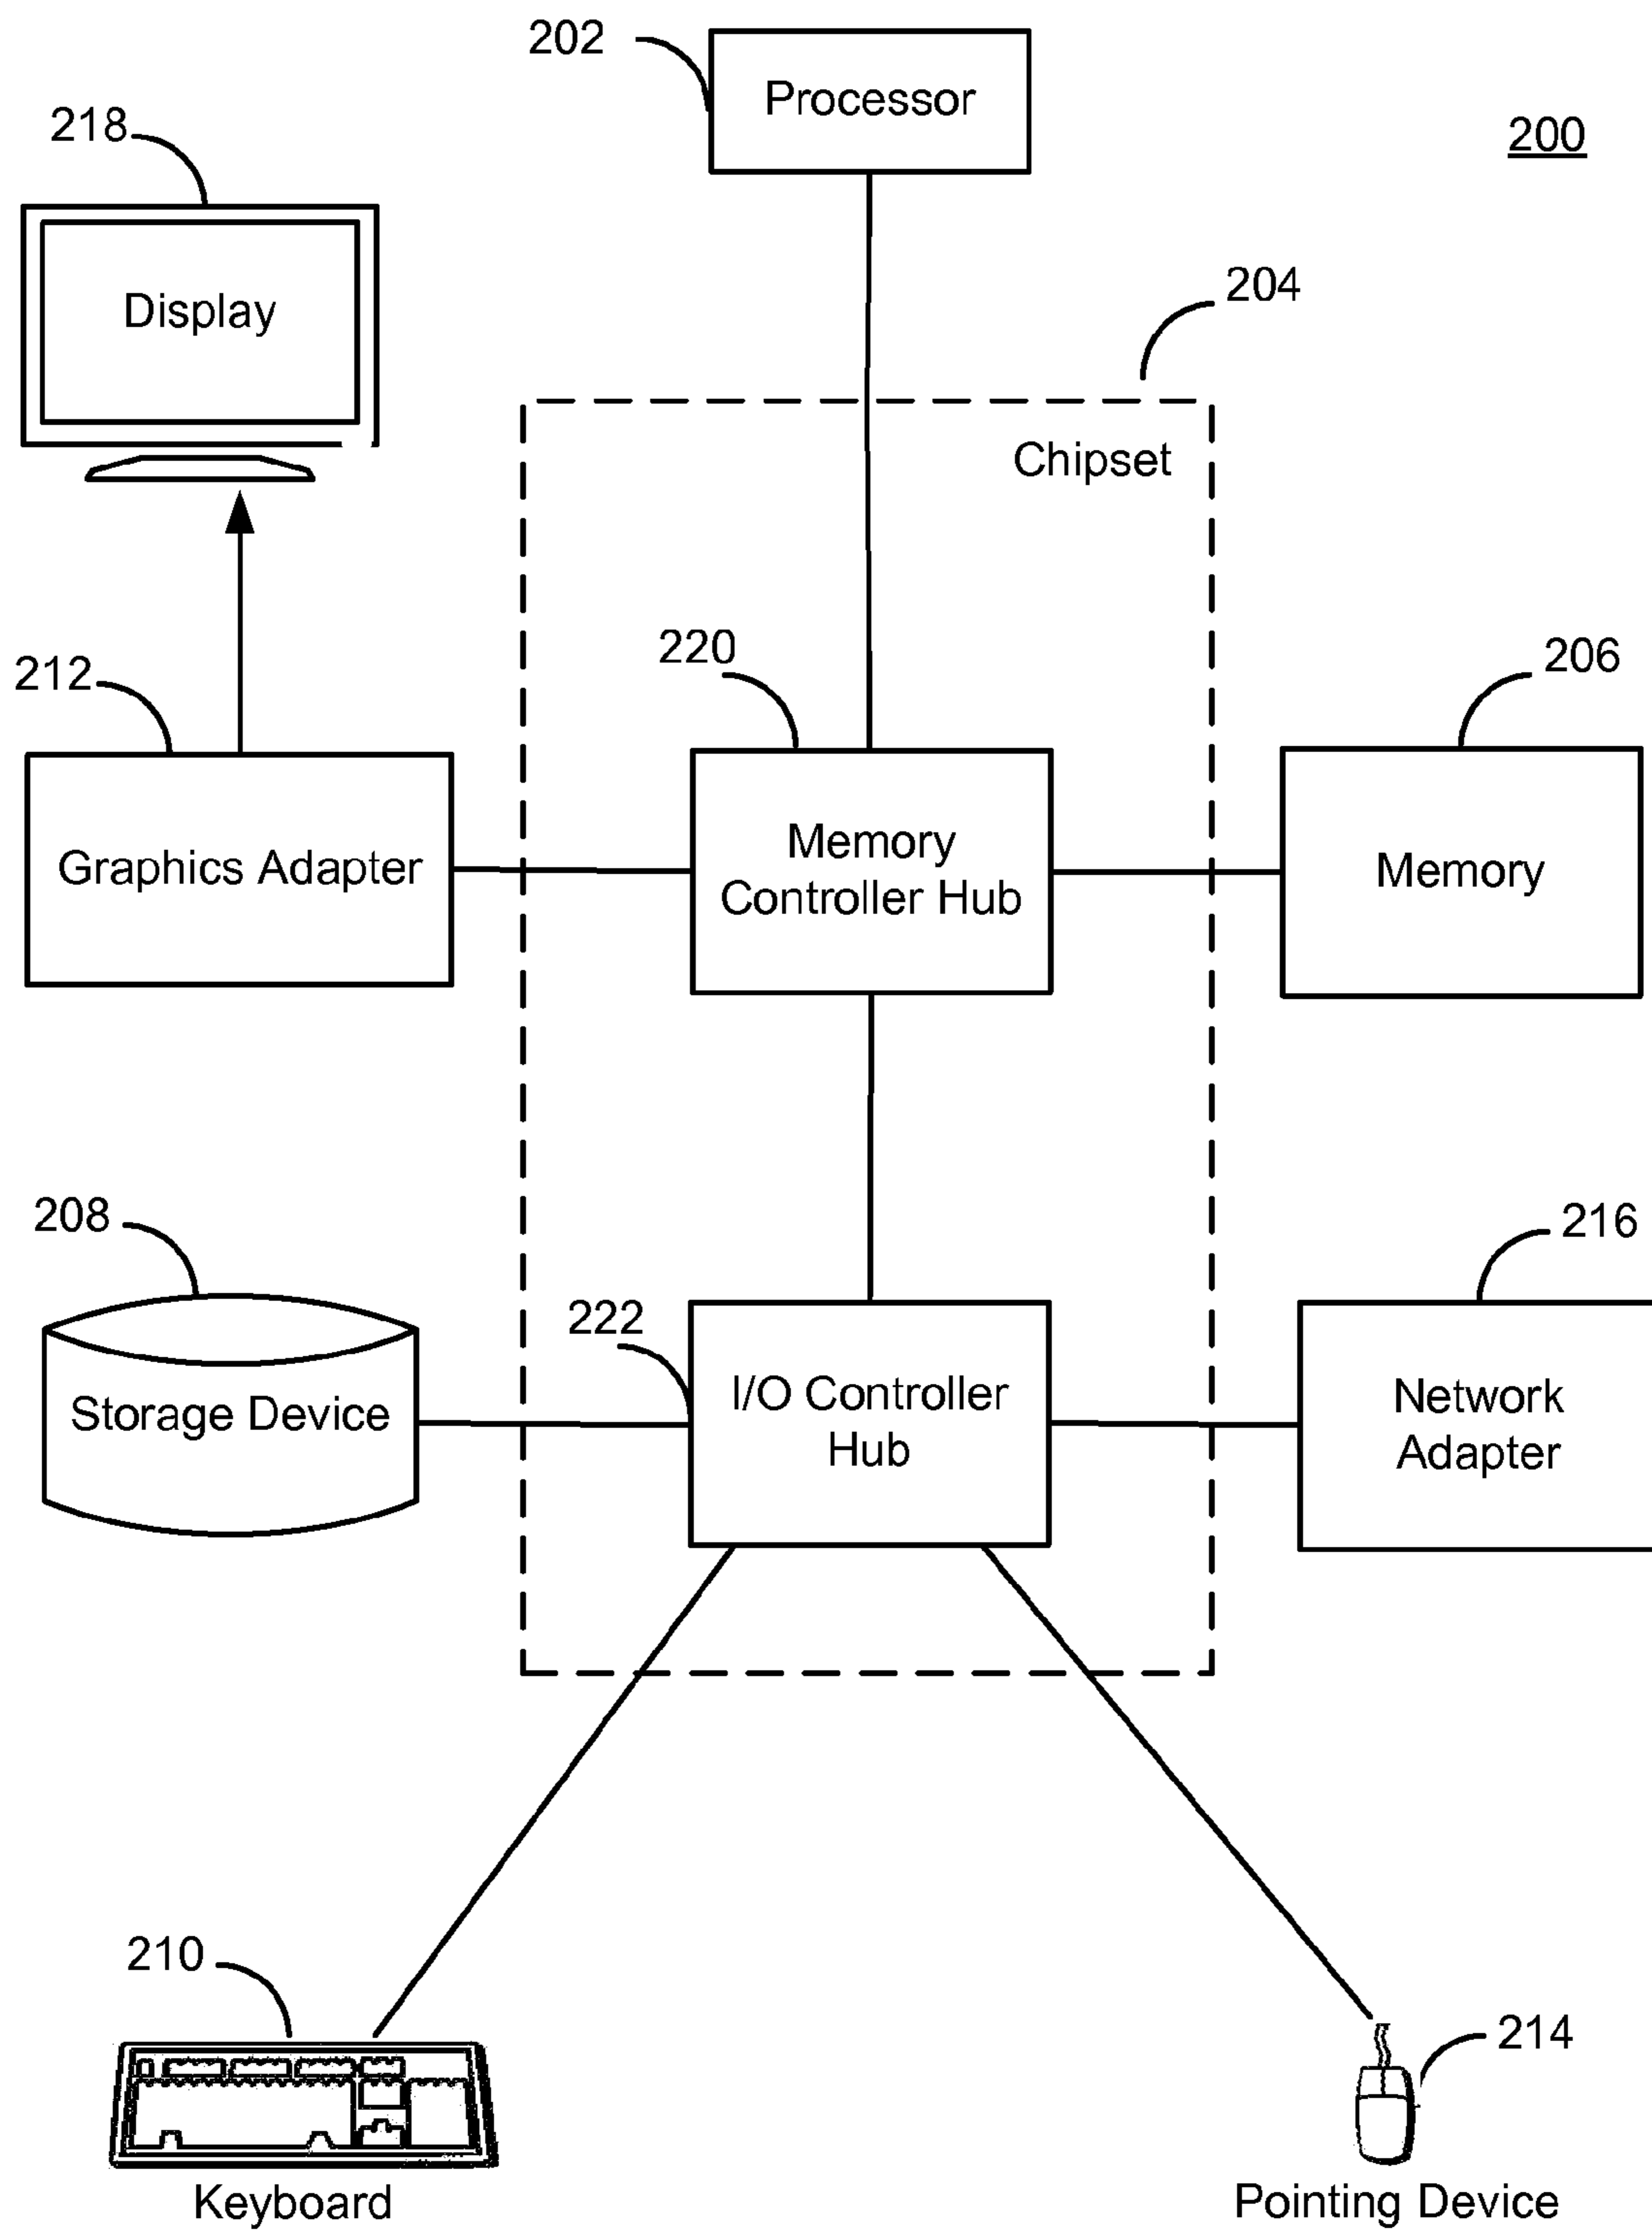 202
Processor
200
218
Display
204
Chipset
220
206
212
Graphics Adapter
Memory
Controller Hub
Memory
208
216
222
Storage Device
I/O Controller
Hub
Network
Adapter
210
214
Keyboard
Pointing Device